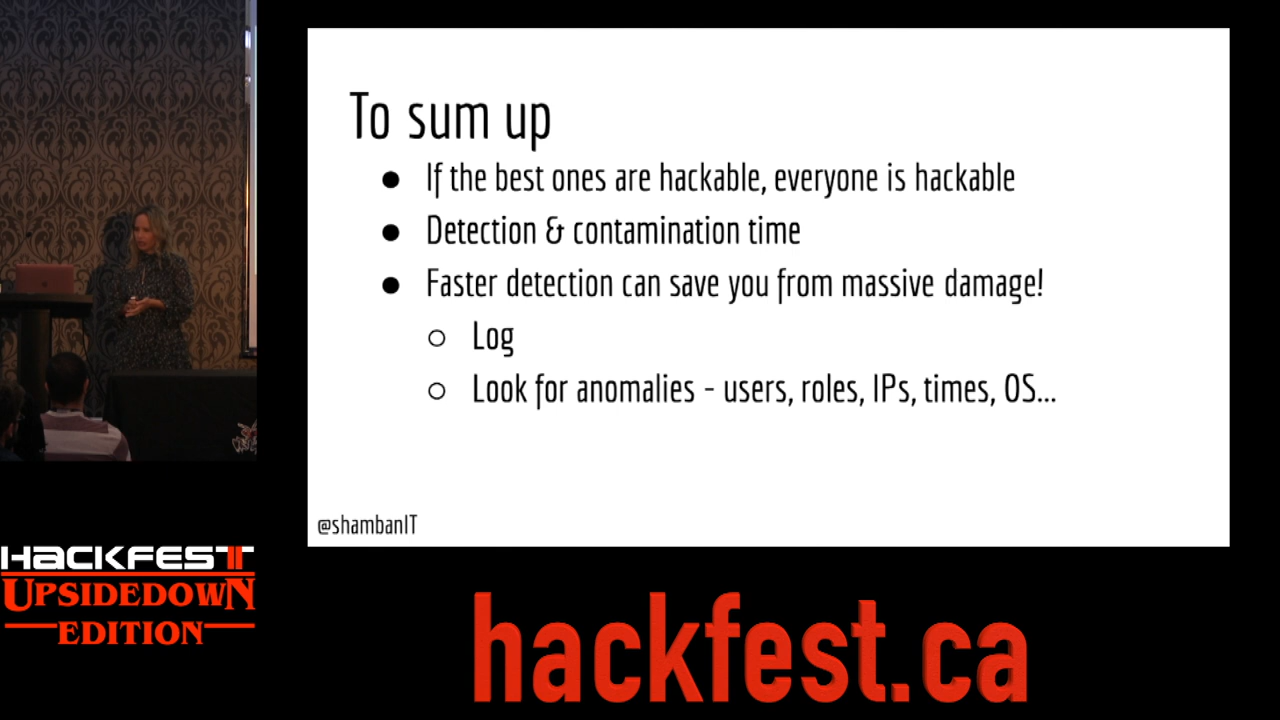 To sum up
● If the best ones are hackable, everyone is hackable
● Detection & contamination time
● Faster detection can save you from massive damage!
○ Log
○ Look for anomalies - users, roles, IPs, times, OS...
@shambanIT
HACKFEST
UPSIDEDOWN
EDITION
hackfest.ca